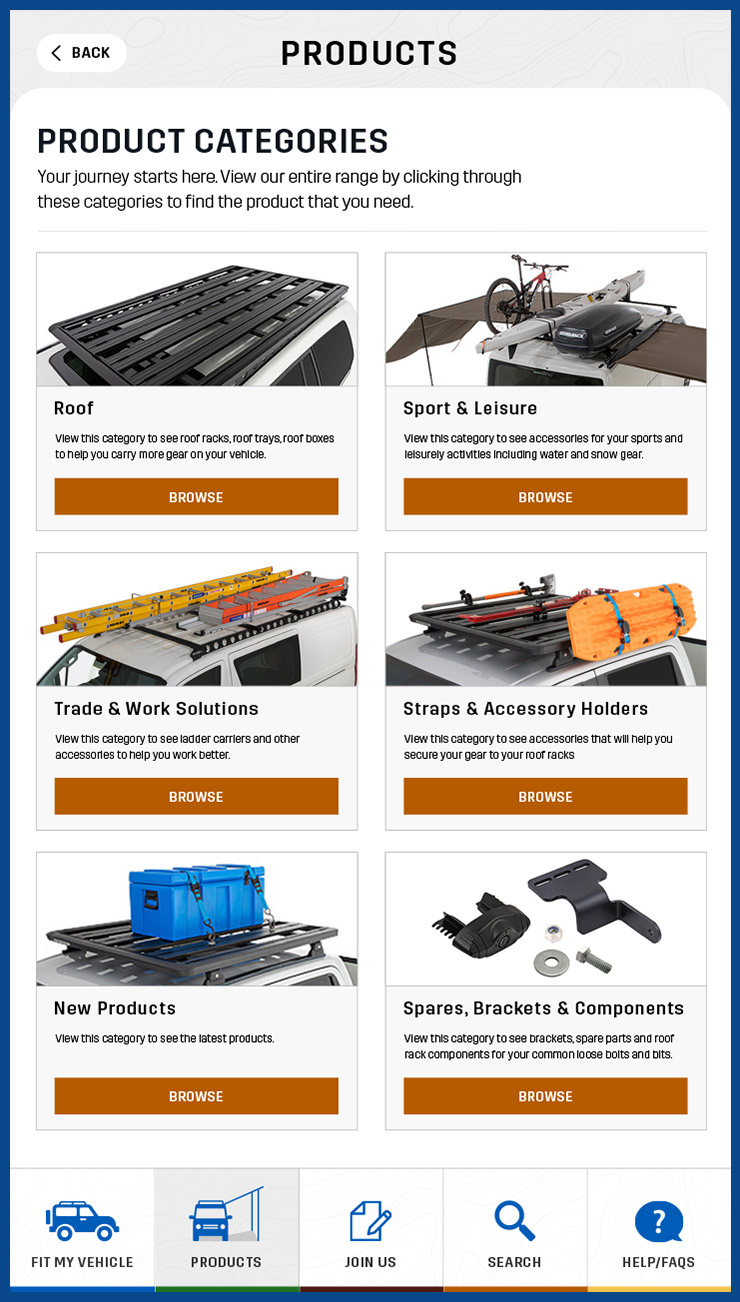 BACK
PRODUCTS
PRODUCT CATEGORIES
Your journey starts here. View our entire range by clicking through
these categories to find the product that you need.
Roof
View this category to see roof racks, roof trays, roof boxes
to help you carry more gear on your vehicle.
BROWSE
Sport & Leisure
View this category to see accessories for your sports and
leisurely activities including water and snow gear.
BROWSE
Trade & Work Solutions
View this category to see ladder carriers and other
accessories to help you work better.
BROWSE
Straps & Accessory Holders
View this category to see accessories that will help you
secure your gear to your roof racks
BROWSE
New Products
View this category to see the latest products.
BROWSE
Spares, Brackets & Components
View this category to see brackets, spare parts and roof
rack components for your common loose bolts and bits.
BROWSE
FIT MY VEHICLE
PRODUCTS
JOIN US
SEARCH
?
HELP/FAQS